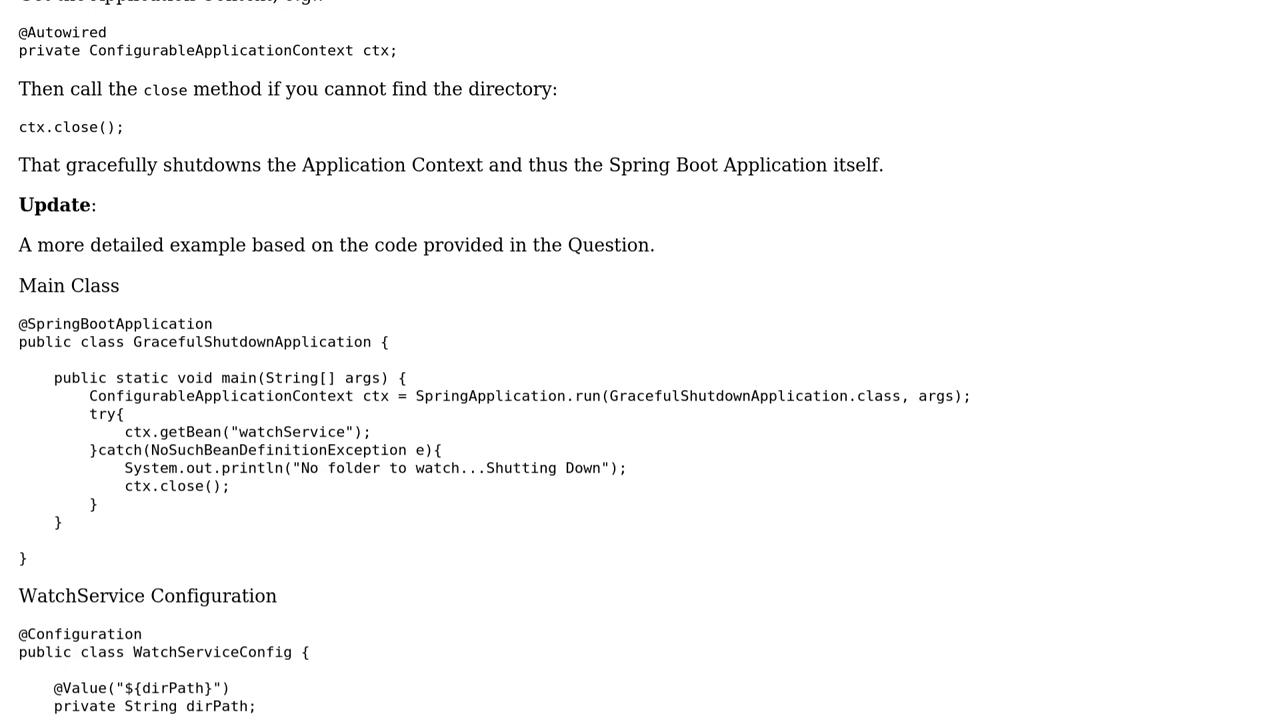 @Autowired
private ConfigurableApplicationContext ctx;
Then call the close method if you cannot find the directory:
ctx.close();
That gracefully shutdowns the Application Context and thus the Spring Boot Application itself.
Update:
A more detailed example based on the code provided in the Question.
Main Class
@SpringBootApplication
public class GracefulShutdownApplication {
    public static void main(String[] args) {
        ConfigurableApplicationContext ctx = SpringApplication.run(GracefulShutdownApplication.class, args);
        try{
            ctx.getBean("watchService");
        }catch(NoSuchBeanDefinitionException e){
            System.out.println("No folder to watch...Shutting Down");
            ctx.close();
        }
    }
}
WatchService Configuration
@Configuration
public class WatchServiceConfig {
    @Value("${dirPath}")
    private String dirPath;